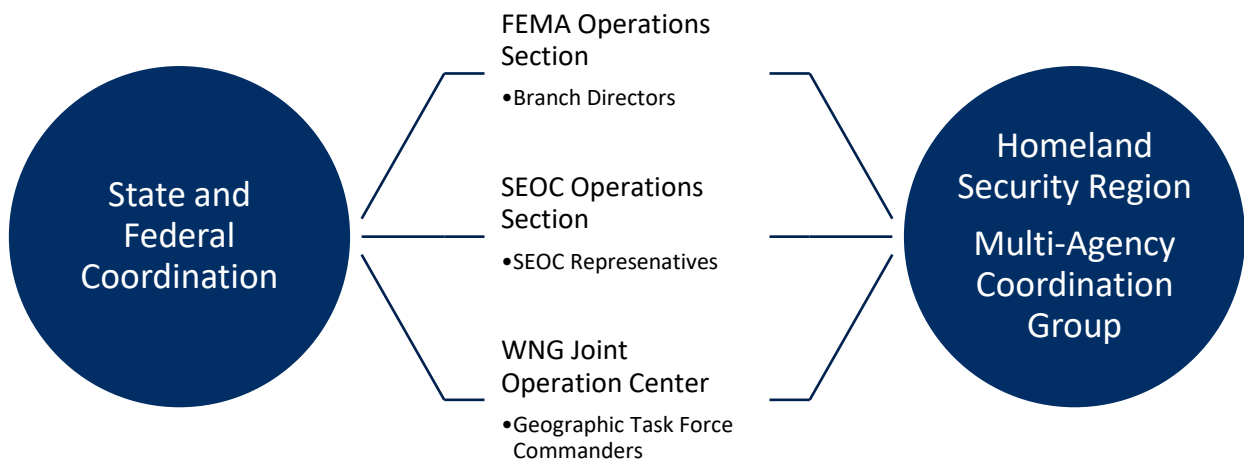 State and
Federal
Coordination
FEMA Operations
Section
•Branch Directors
SEOC Operations
Section
•SEOC Represenatives
WNG Joint
Operation Center
•Geographic Task Force
Commanders
Homeland
Security Region
Multi-Agency
Coordination
Group